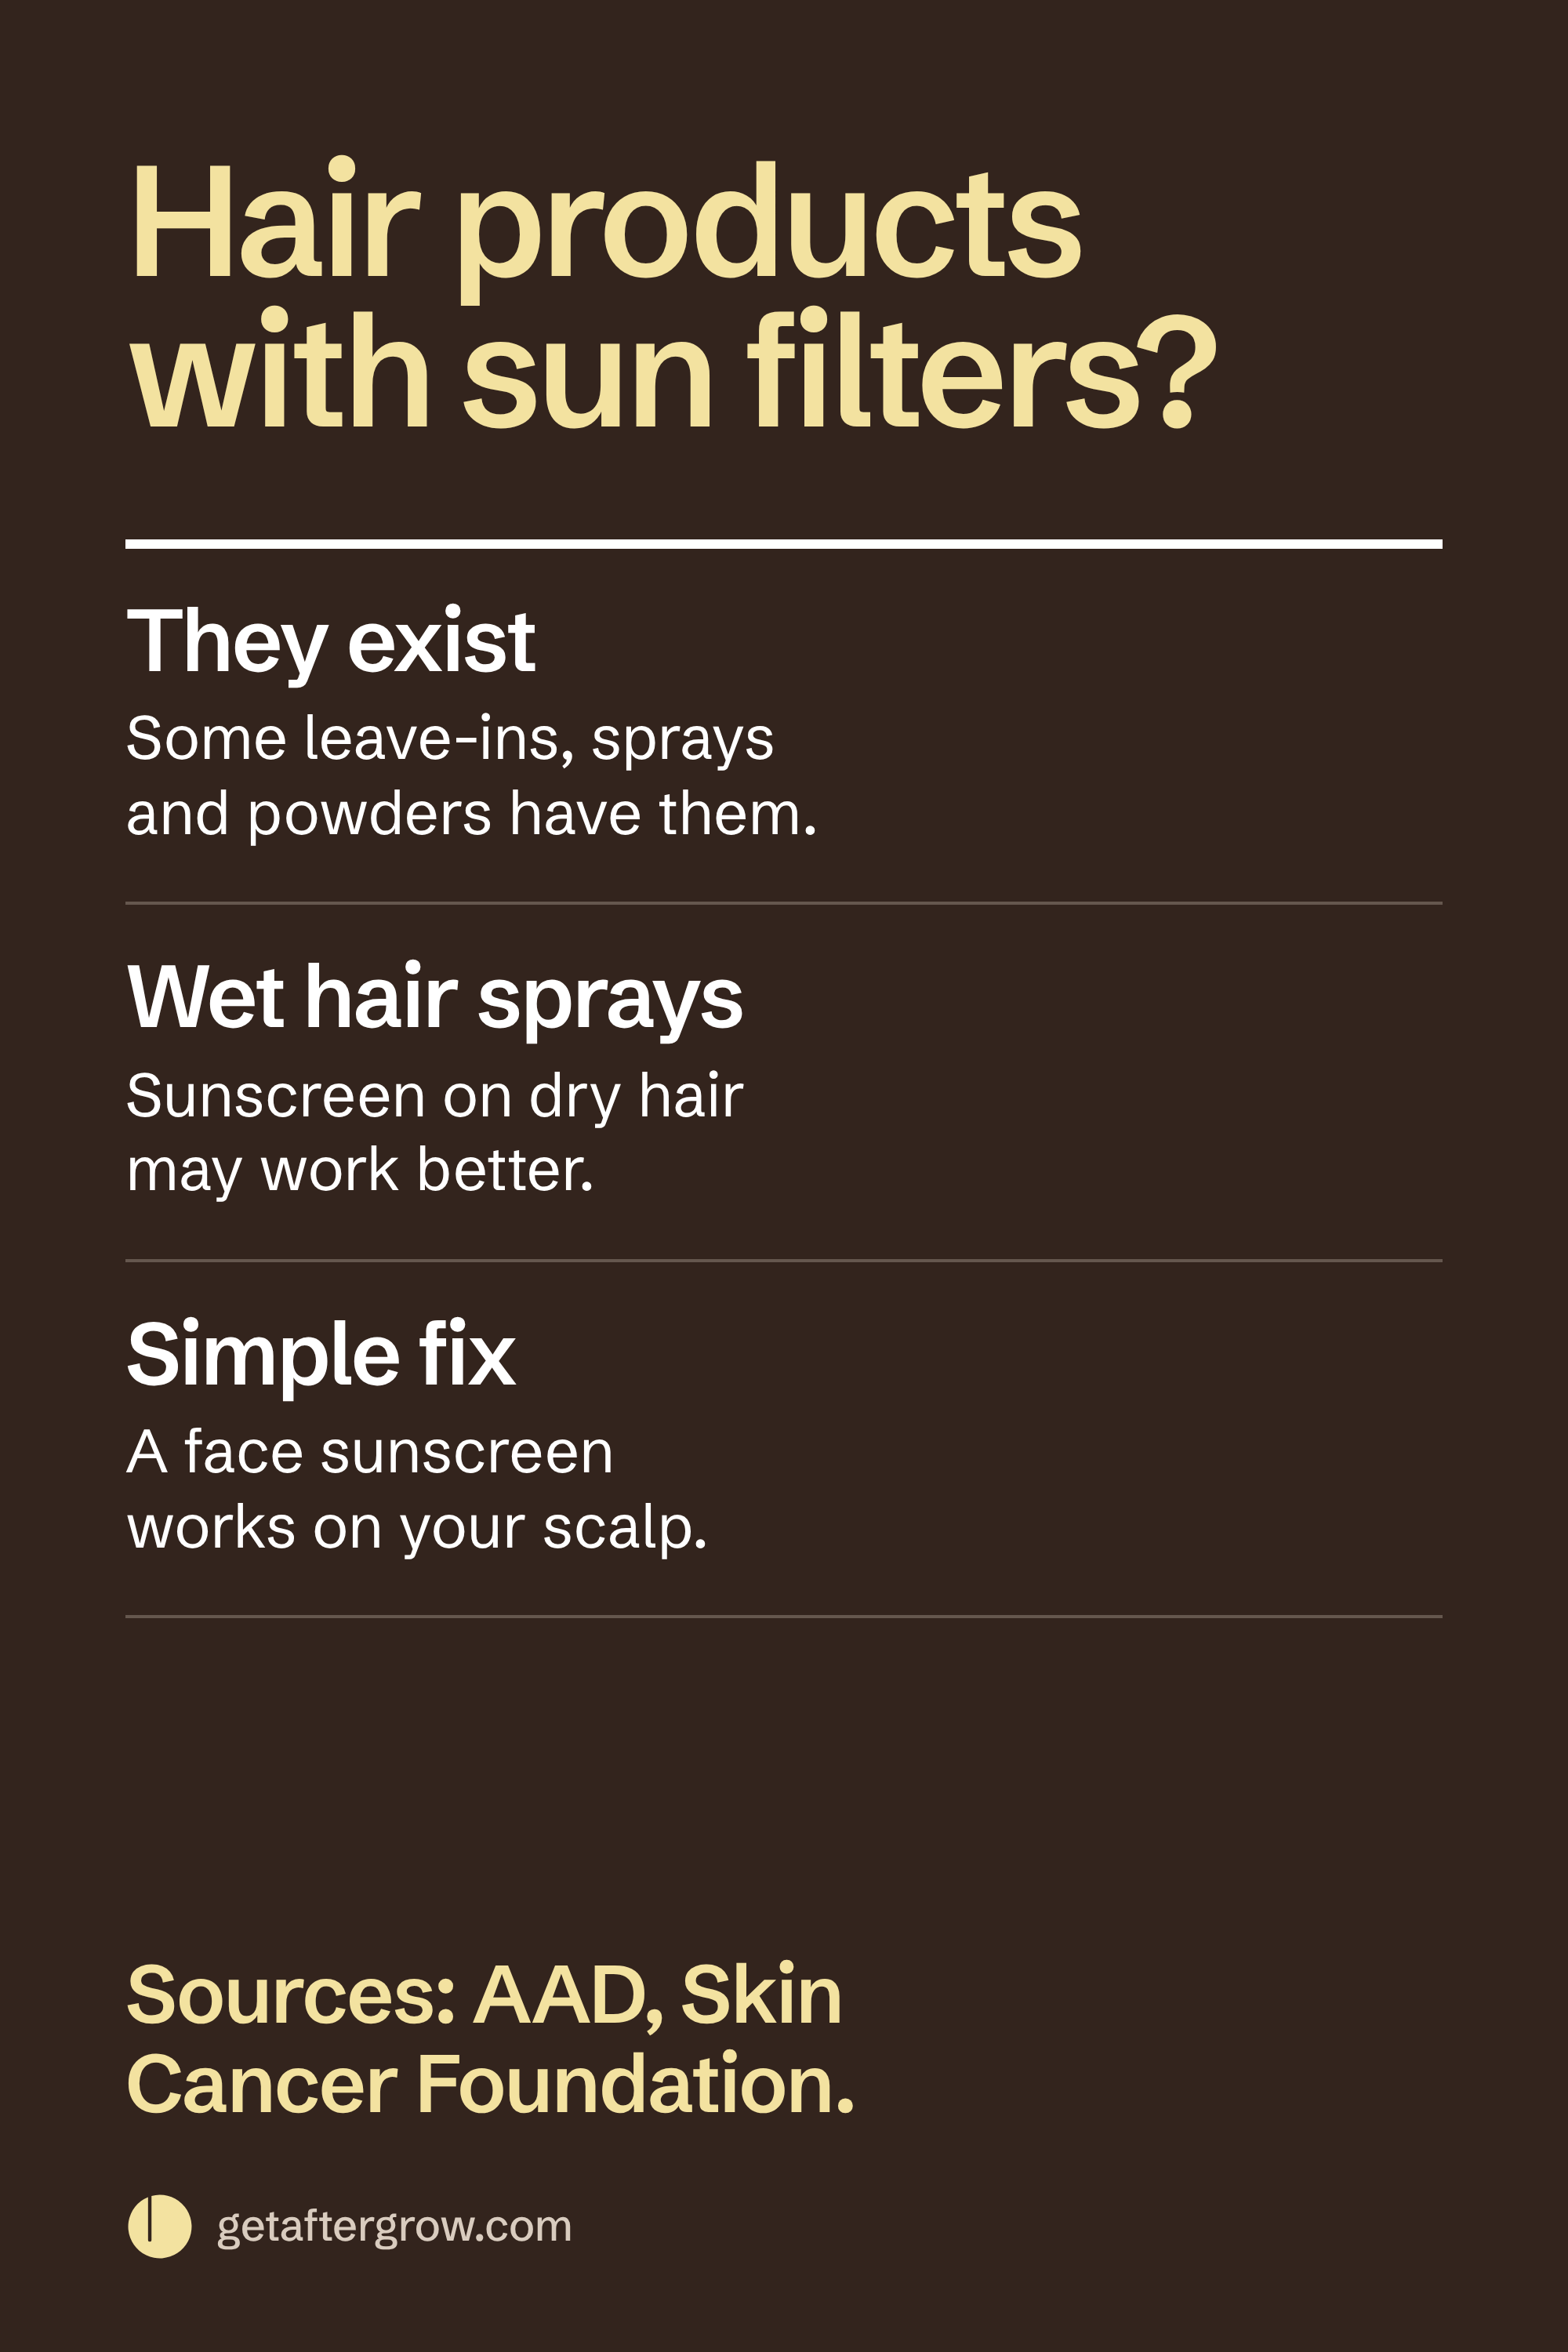 Hair products
with sun filters?
They exist
Some leave-ins, sprays
and powders have them.
Wet hair sprays
Sunscreen on dry hair
may work better.
Simple fix
A face sunscreen
works on your scalp.
Sources: AAD, Skin
Cancer Foundation.
getaftergrow.com